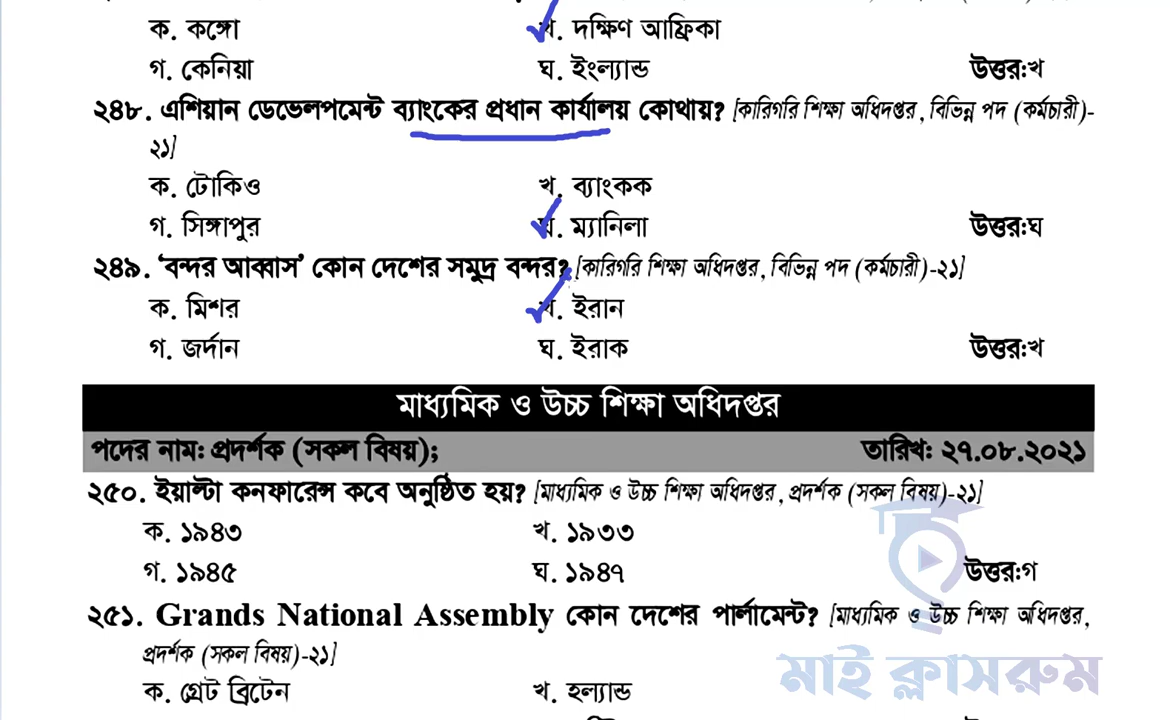 ক. কঙ্গো খ. দক্ষিণ আফ্রিকা
গ. কেনিয়া ঘ. ইংল্যান্ড উত্তর:খ
২৪৮. এশিয়ান ডেভেলপমেন্ট ব্যাংকের প্রধান কার্যালয় কোথায়? [কারিগরি শিক্ষা অধিদপ্তর, বিভিন্ন পদ (কর্মচারী)-
২১]
ক. টোকিও খ. ব্যাংকক
গ. সিঙ্গাপুর ঘ. ম্যানিলা উত্তর:ঘ
২৪৯. ‘বন্দর আব্বাস’ কোন দেশের সমুদ্র বন্দর? [কারিগরি শিক্ষা অধিদপ্তর, বিভিন্ন পদ (কর্মচারী)-২১]
ক. মিশর খ. ইরান
গ. জর্দান ঘ. ইরাক উত্তর:খ
মাধ্যমিক ও উচ্চ শিক্ষা অধিদপ্তর
পদের নাম: প্রদর্শক (সকল বিষয়); তারিখ: ২৭.০৮.২০২১
২৫০. ইয়াল্টা কনফারেন্স কবে অনুষ্ঠিত হয়? [মাধ্যমিক ও উচ্চ শিক্ষা অধিদপ্তর, প্রদর্শক (সকল বিষয়)-২১]
ক. ১৯৪৩ খ. ১৯৩৩
গ. ১৯৪৫ ঘ. ১৯৪৭ উত্তর:গ
২৫১. Grands National Assembly কোন দেশের পার্লামেন্ট? [মাধ্যমিক ও উচ্চ শিক্ষা অধিদপ্তর,
প্রদর্শক (সকল বিষয়)-২১]
মাই ক্লাসরুম
ক. গ্রেট ব্রিটেন খ. হল্যান্ড